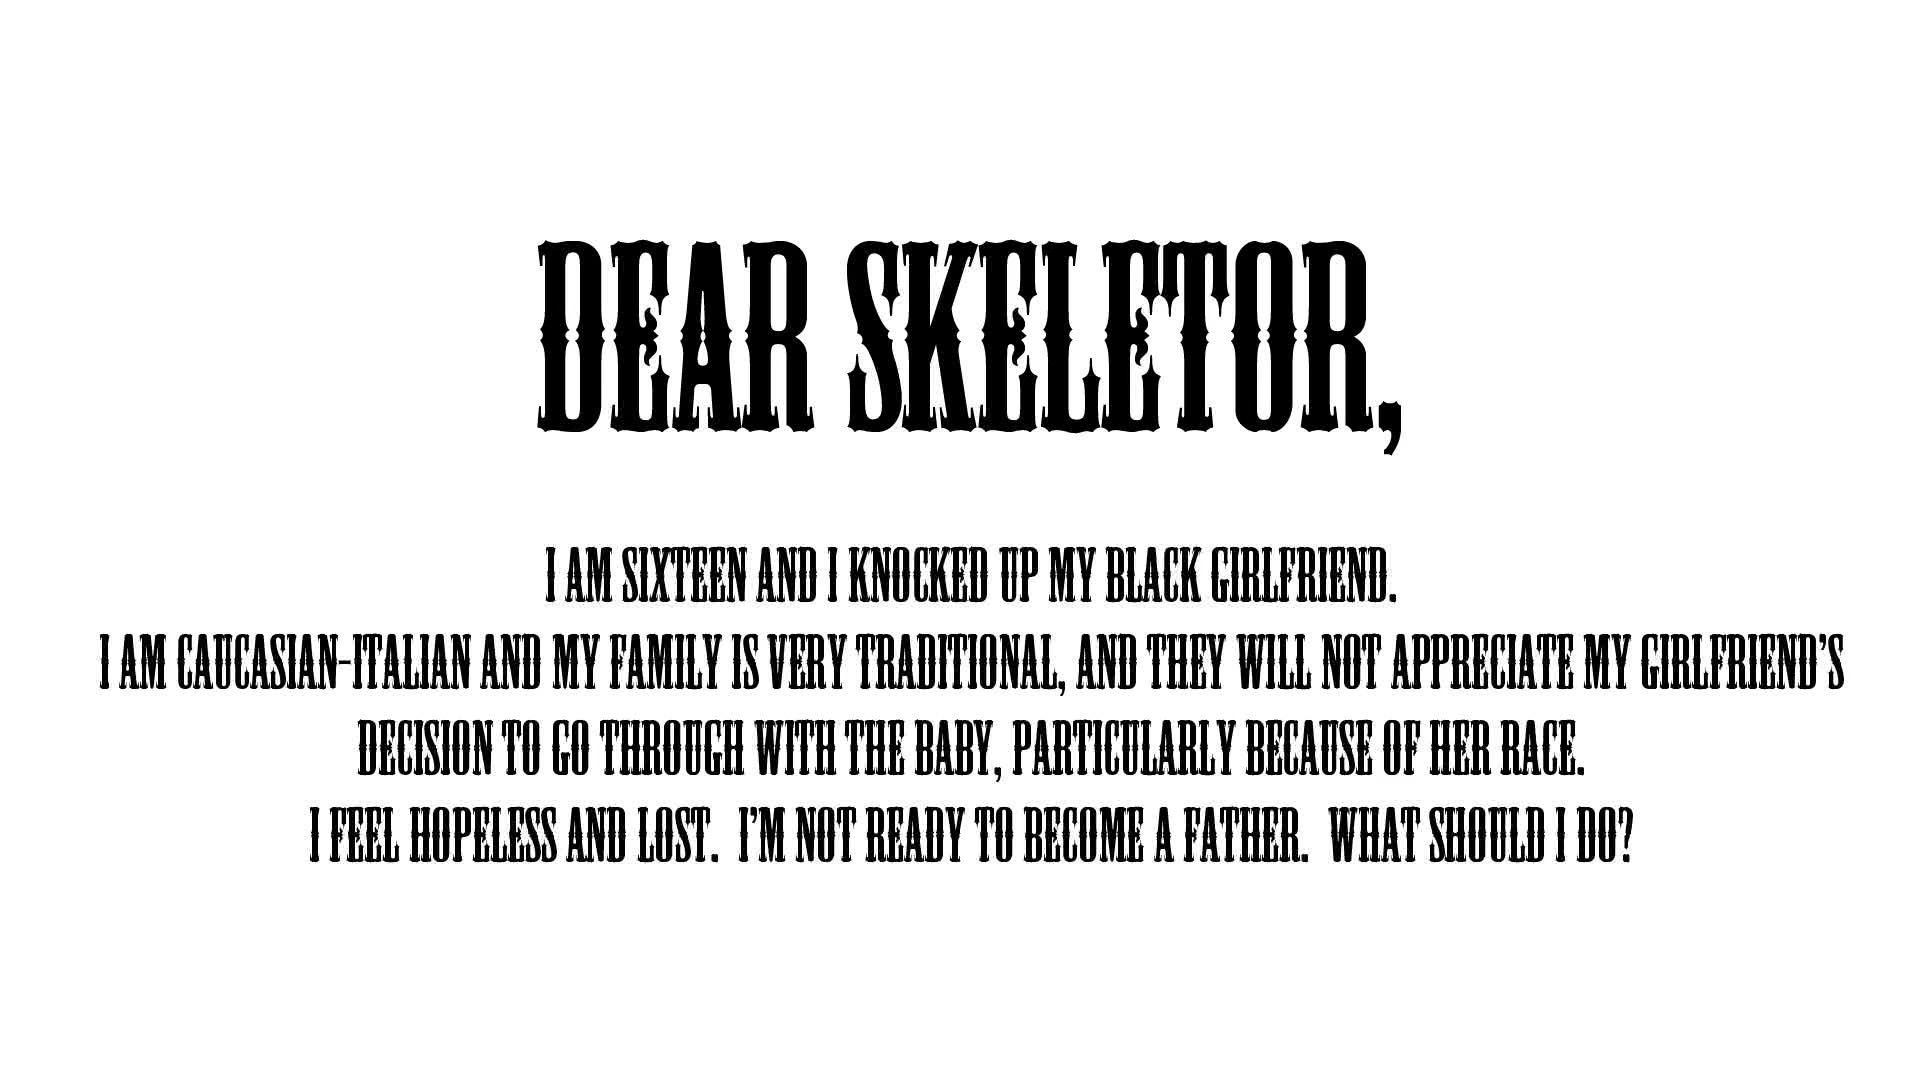 DEAR SKELETOR,
I AM SIXTEEN AND I KNOCKED UP MY BLACK GIRLFRIEND.
I AM CAUCASIAN-ITALIAN AND MY FAMILY IS VERY TRADITIONAL, AND THEY WILL NOT APPRECIATE MY GIRLFRIEND'S
DECISION TO GO THROUGH WITH THE BABY, PARTICULARLY BECAUSE OF HER RACE.
I FEEL HOPELESS AND LOST. I'M NOT READY TO BECOME A FATHER. WHAT SHOULD I DO?